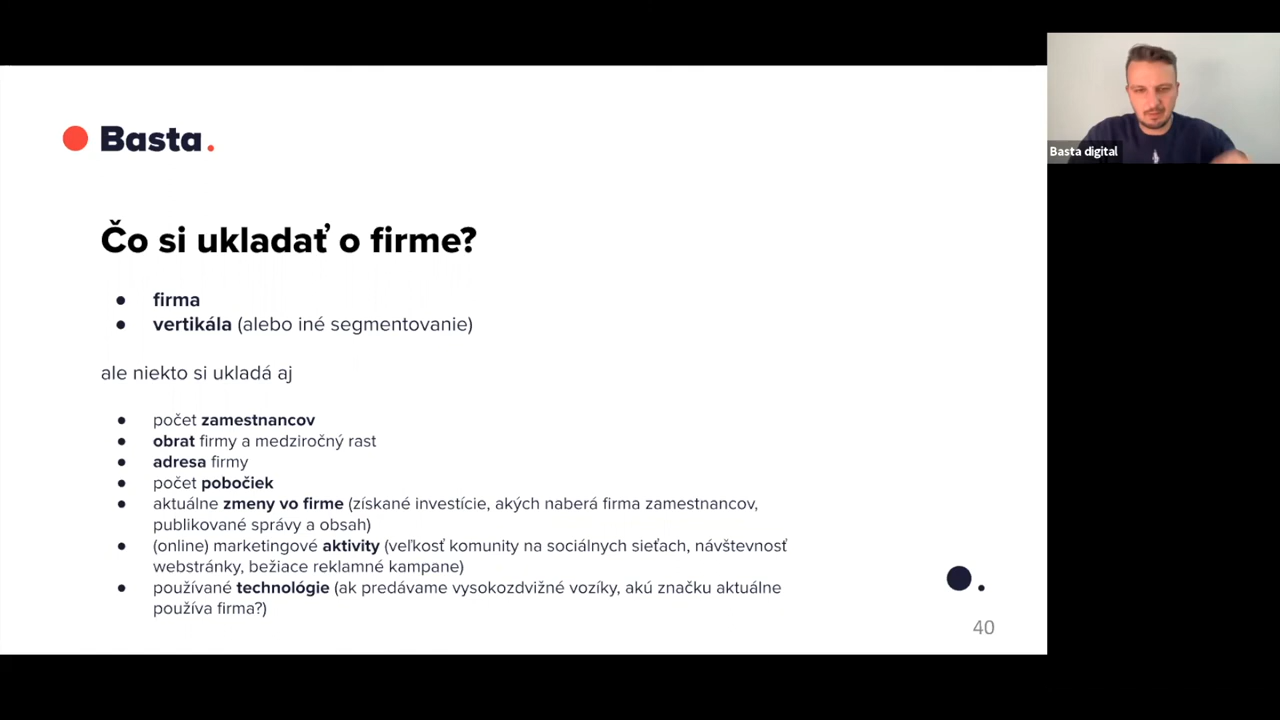 Basta.
Čo si ukladať o firme?
● firma
● vertikála (alebo iné segmentovanie)
ale niekto si ukladá aj
● počet zamestnancov
● obrat firmy a medziročný rast
● adresa firmy
● počet pobočiek
● aktuálne zmeny vo firme (získané investície, akých naberá firma zamestnancov,
publikované správy a obsah)
● (online) marketingové aktivity (veľkosť komunity na sociálnych sieťach, návštevnosť
webstránky, bežiace reklamné kampane)
● používané technológie (ak predávame vysokozdvižné vozíky, akú značku aktuálne
používa firma?)
40
Basta digital